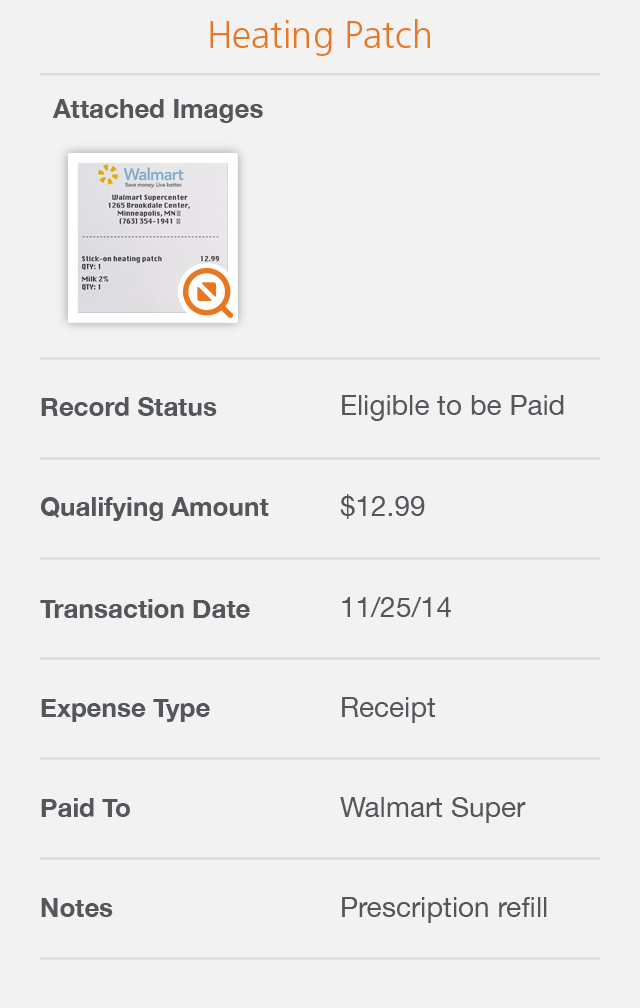 Heating Patch
Attached Images
Walmart
Save money. Live better.
Walmart Supercenter
1265 Brookdale Center,
Minneapolis, MN
(763) 354-1941
Stick-on heating patch 12.99
QTY: 1
Milk 2%
QTY: 1
Record Status Eligible to be Paid
Qualifying Amount $12.99
Transaction Date 11/25/14
Expense Type Receipt
Paid To Walmart Super
Notes Prescription refill